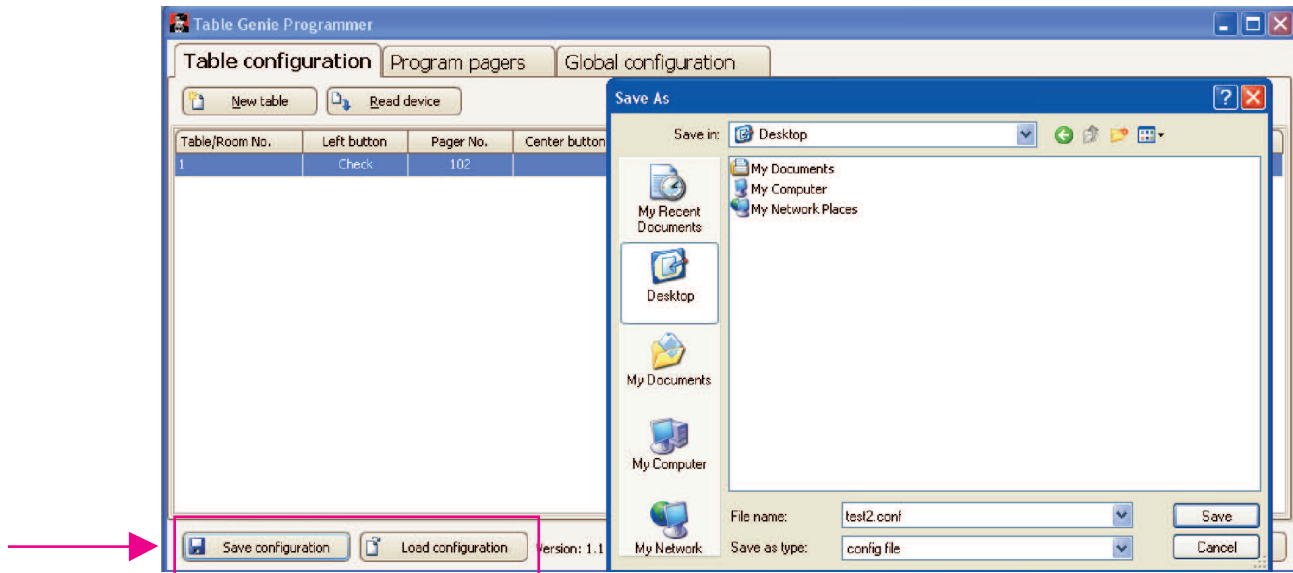 Table Genie Programmer
Table configuration
Program pagers
Global configuration
New table
Read device
Table/Room No.
Left button
Pager No.
Center button
1
Check
102
Save configuration
Load configuration
Version: 1.1
Save As
Save in:
Desktop
My Recent
Documents
Desktop
My Documents
My Computer
My Network
My Documents
My Computer
My Network Places
File name:
test2.conf
Save
Save as type:
config file
Cancel